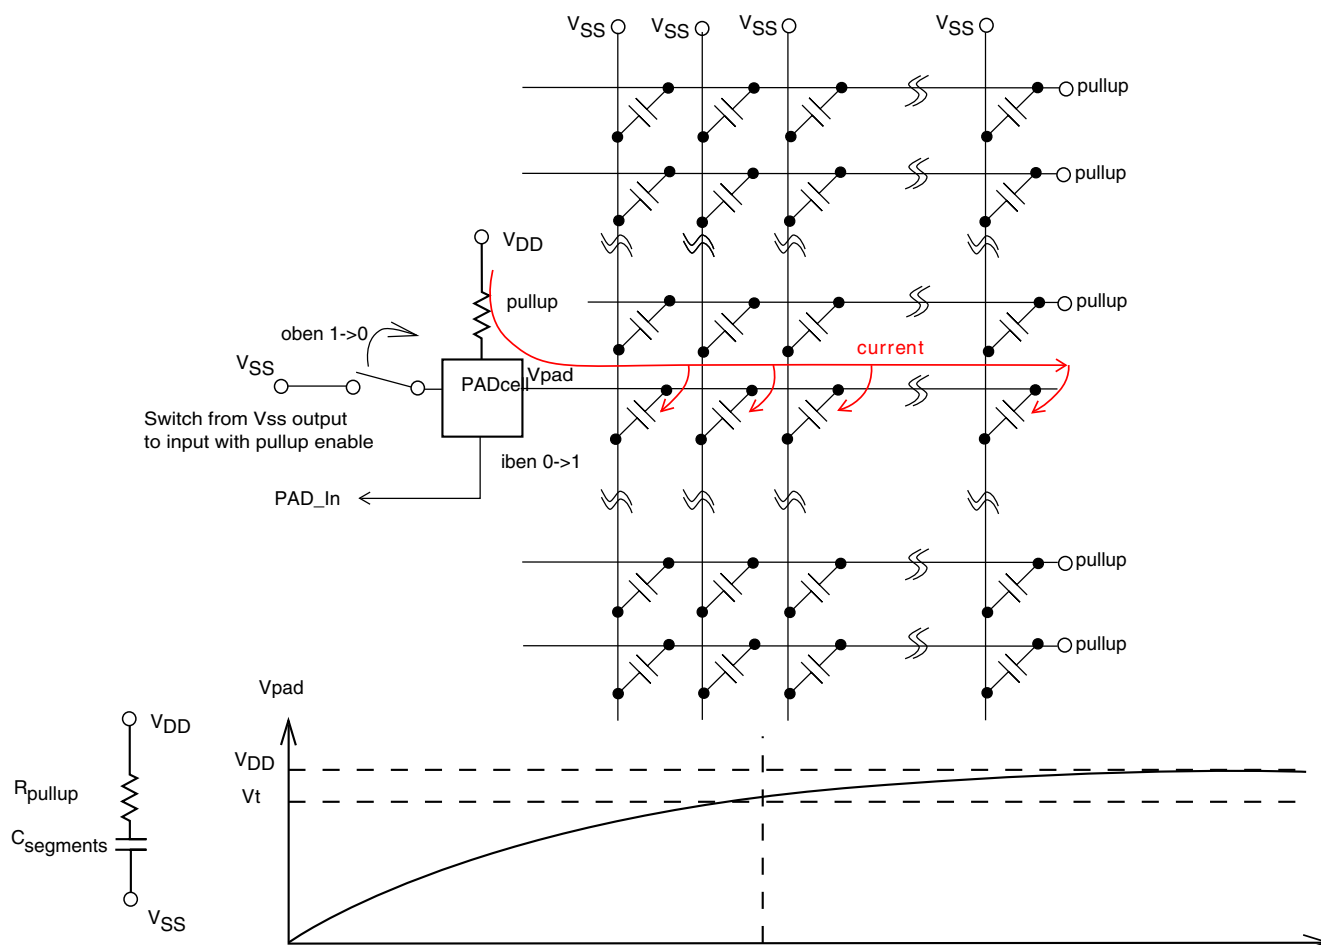 VSS VSS VSS VSS
pullup
pullup
VDD
pullup
pullup
oben 1->0
current
VSS
PADcell
Vpad
Switch from Vss output
to input with pullup enable
iben 0->1
PAD_In
pullup
pullup
Vpad
VDD
VDD
Rpullup
Vt
Csegments
VSS